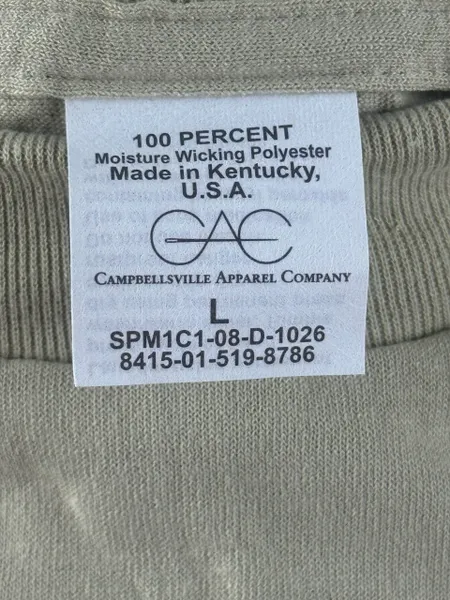 100 PERCENT
Moisture Wicking Polyester
Made in Kentucky,
U.S.A.
CAC
CAMPBELLSVILLE APPAREL COMPANY
L
SPM1C1-08-D-1026
8415-01-519-8786